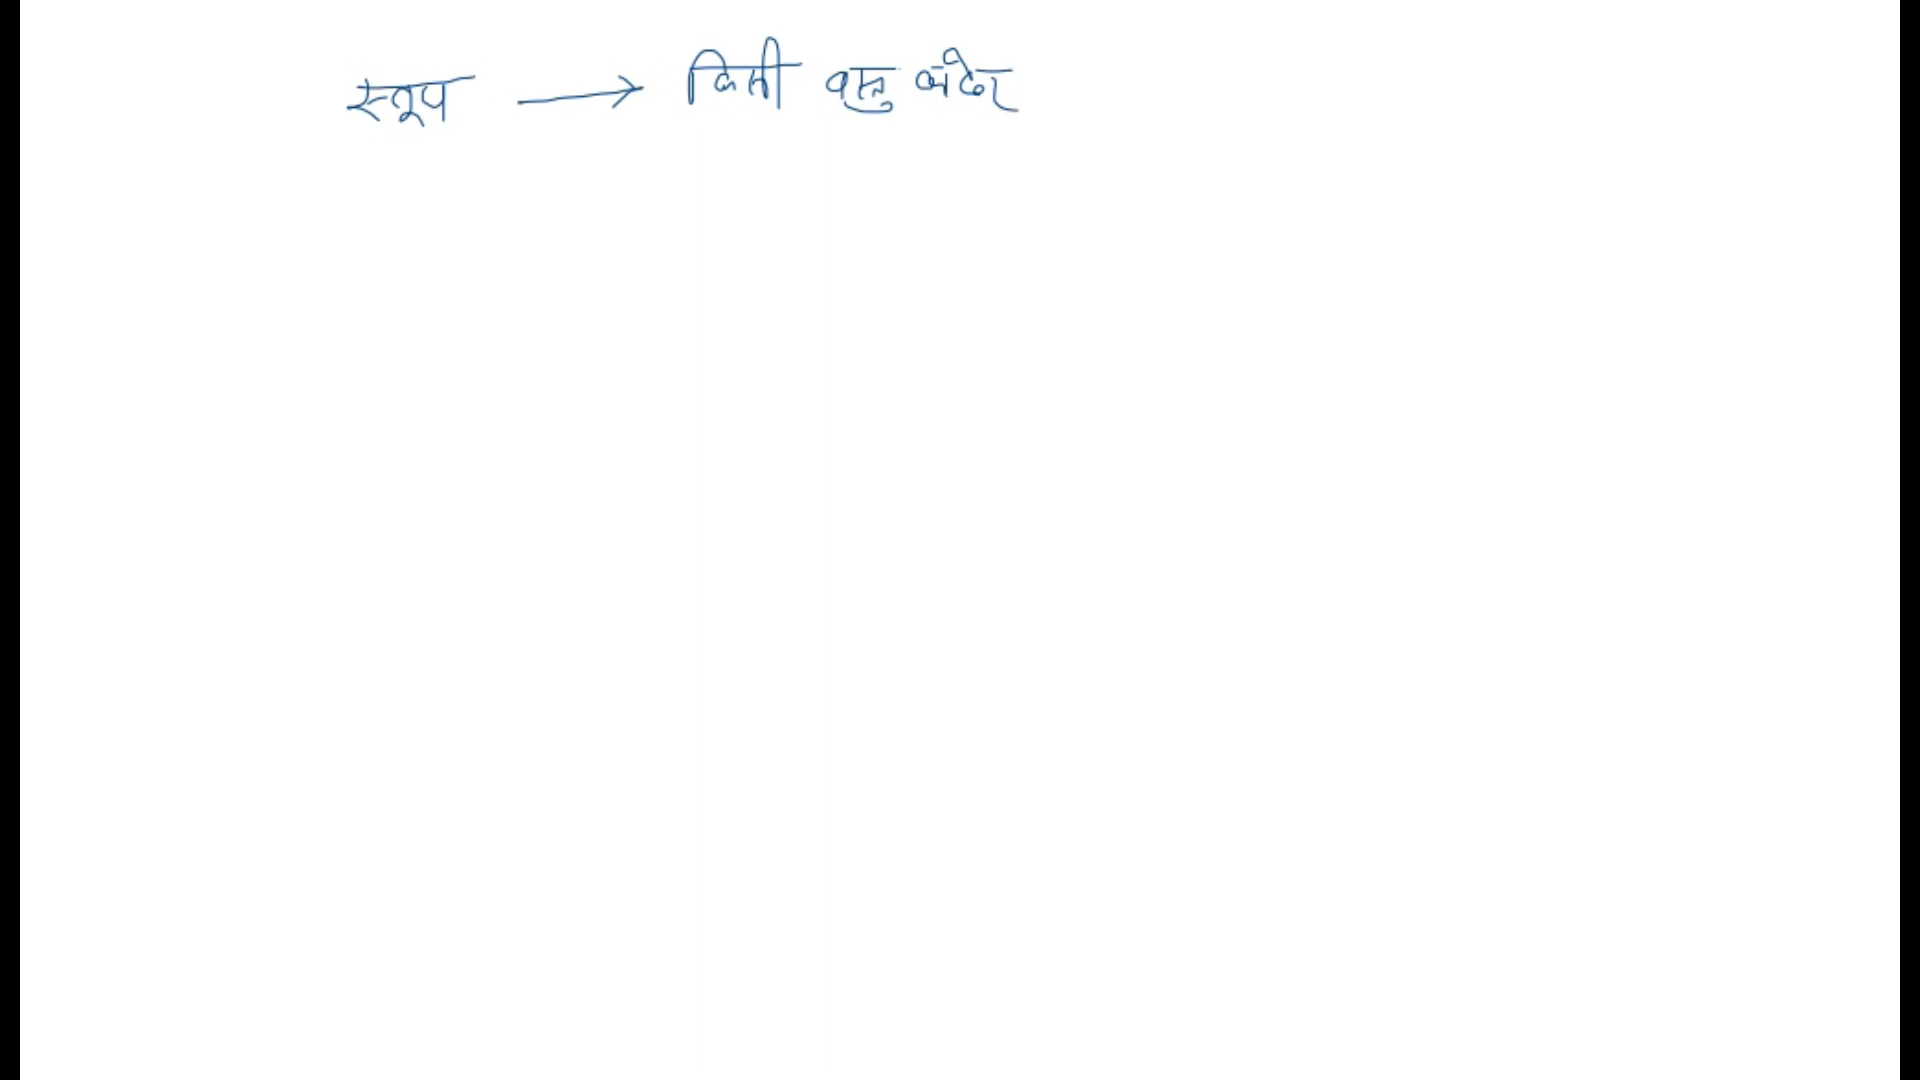 स्तूप → किसी वस्तु का ढेर